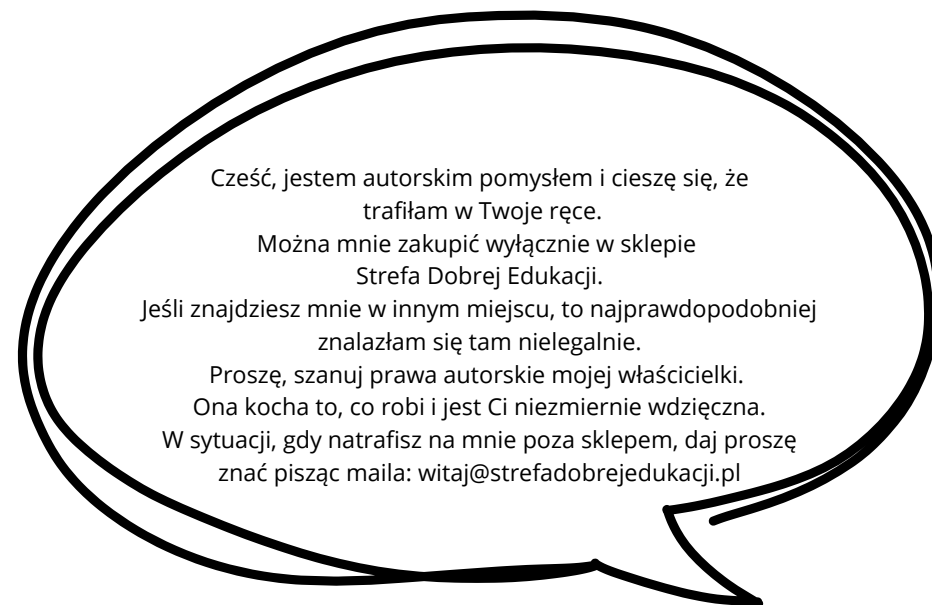 Cześć, jestem autorskim pomysłem i cieszę się, że
trafiłam w Twoje ręce.
Można mnie zakupić wyłącznie w sklepie
Strefa Dobrej Edukacji.
Jeśli znajdziesz mnie w innym miejscu, to najprawdopodobniej
znalazłam się tam nielegalnie.
Proszę, szanuj prawa autorskie mojej właścicielki.
Ona kocha to, co robi i jest Ci niezmiernie wdzięczna.
W sytuacji, gdy natrafisz na mnie poza sklepem, daj proszę
znać pisząc maila: witaj@strefadobrejedukacji.pl